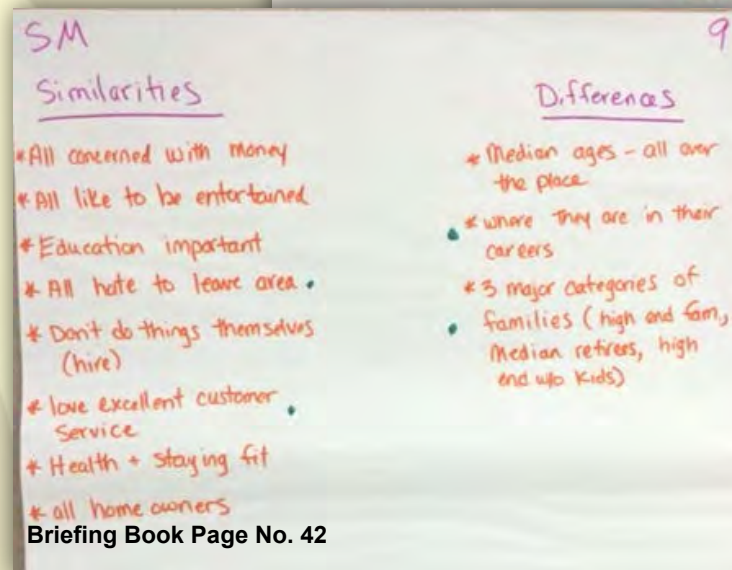 SM
9
Similarities
*All concerned with money
*All like to be entertained
*Education important
*All hate to leave area
*Don't do things themselves
(hire)
*love excellent customer
service
*Health + staying fit
*all home owners
Differences
*Median ages - all over
the place
*where they are in their
careers
*3 major categories of
families (high end fam,
Median retirees, high
end w/o kids)
Briefing Book Page No. 42